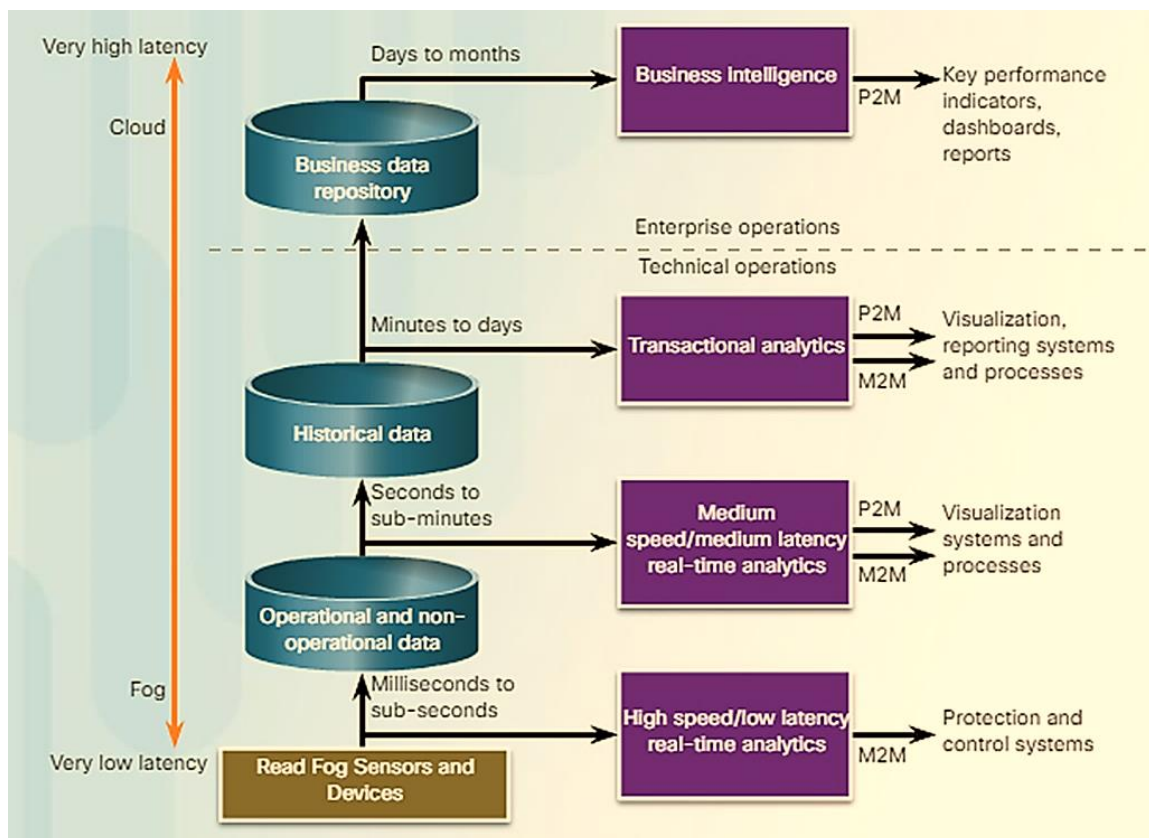 Very high latency
Cloud
Days to months
Business Intelligence
P2M
Key performance
indicators,
dashboards,
reports
Business data
repository
Enterprise operations
Technical operations
Minutes to days
Transactional analytics
P2M
M2M
Visualization,
reporting systems
and processes
Historical data
Seconds to
sub-minutes
Medium
speed/medium latency
real-time analytics
P2M
M2M
Visualization
systems and
processes
Operational and non-
operational data
Fog
Milliseconds to
sub-seconds
High speed/low latency
real-time analytics
M2M
Protection and
control systems
Very low latency
Read Fog Sensors and
Devices